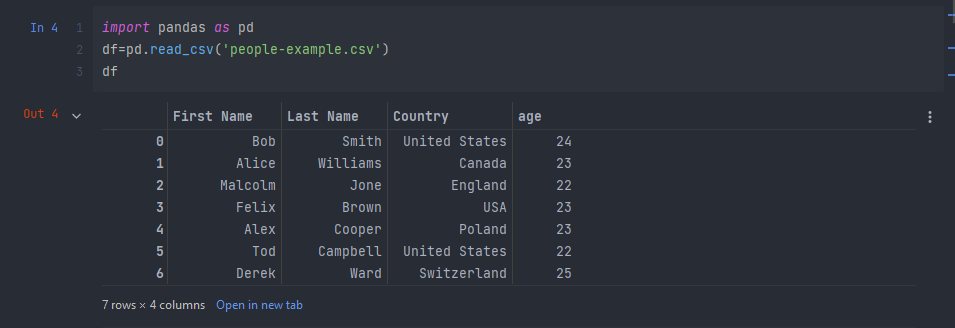 In 4
1 import pandas as pd
2 df=pd.read_csv('people-example.csv')
3 df
Out 4
First Name Last Name Country age
0 Bob Smith United States 24
1 Alice Williams Canada 23
2 Malcolm Jone England 22
3 Felix Brown USA 23
4 Alex Cooper Poland 23
5 Tod Campbell United States 22
6 Derek Ward Switzerland 25
7 rows × 4 columns Open in new tab